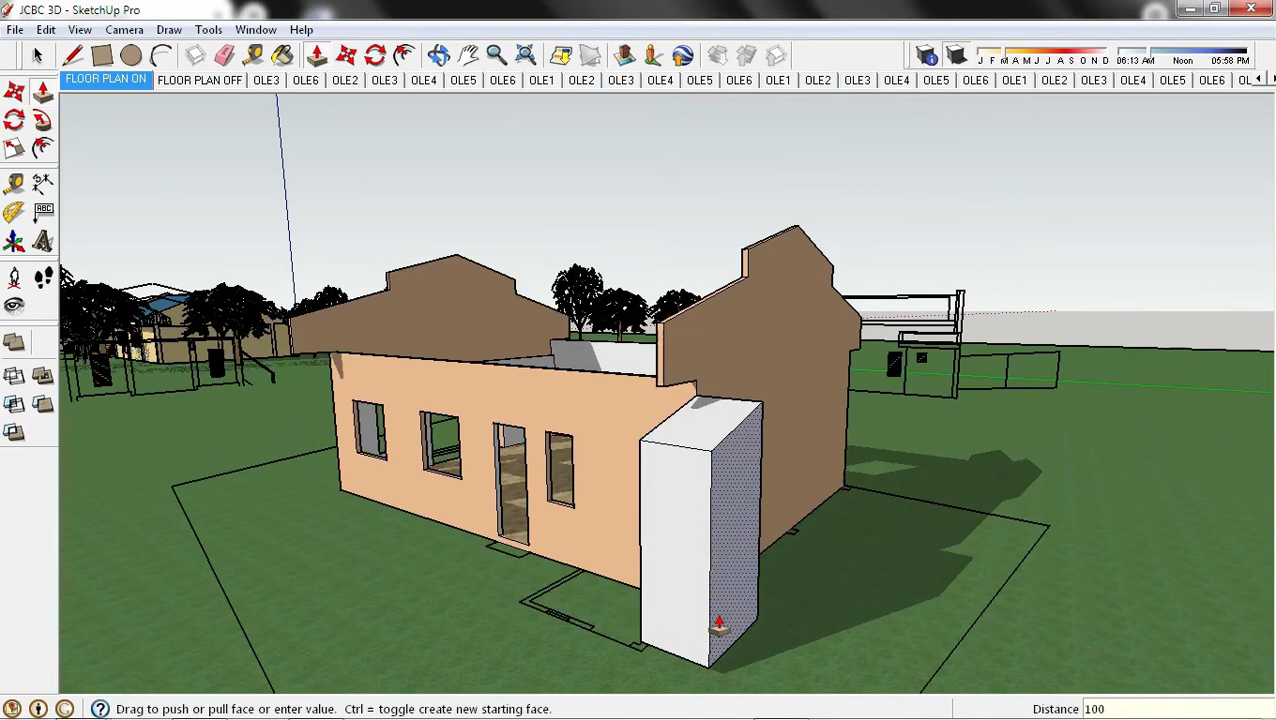 JCBC 3D - SketchUp Pro
File Edit View Camera Draw Tools Window Help
J F M A M J J A S O N D 06:13 AM Noon 05:58 PM
FLOOR PLAN ON FLOOR PLAN OFF OLE3 OLE6 OLE2 OLE3 OLE4 OLE5 OLE6 OLE1 OLE2 OLE3 OLE4 OLE5 OLE6 OLE1 OLE2 OLE3 OLE4 OLE5 OLE6 OLE1 OLE2 OLE3 OLE4 OLE5 OLE6 OL
ABC
Drag to push or pull face or enter value. Ctrl = toggle create new starting face. Distance 100